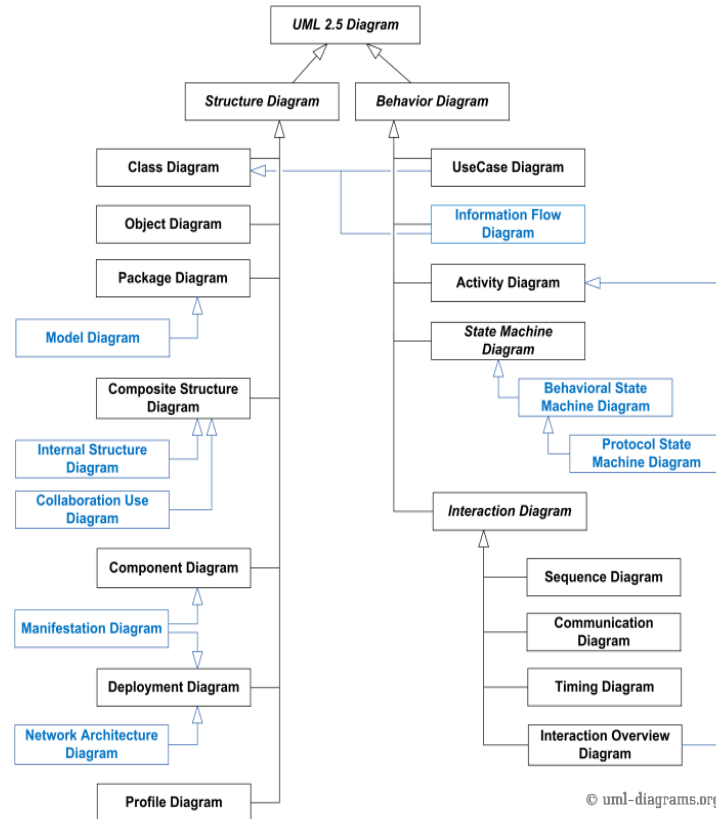 UML 2.5 Diagram
Structure Diagram
Behavior Diagram
Class Diagram
UseCase Diagram
Object Diagram
Information Flow
Diagram
Package Diagram
Activity Diagram
Model Diagram
State Machine
Diagram
Composite Structure
Diagram
Behavioral State
Machine Diagram
Internal Structure
Diagram
Protocol State
Machine Diagram
Collaboration Use
Diagram
Interaction Diagram
Component Diagram
Sequence Diagram
Manifestation Diagram
Communication
Diagram
Deployment Diagram
Timing Diagram
Network Architecture
Diagram
Interaction Overview
Diagram
Profile Diagram
© uml-diagrams.org